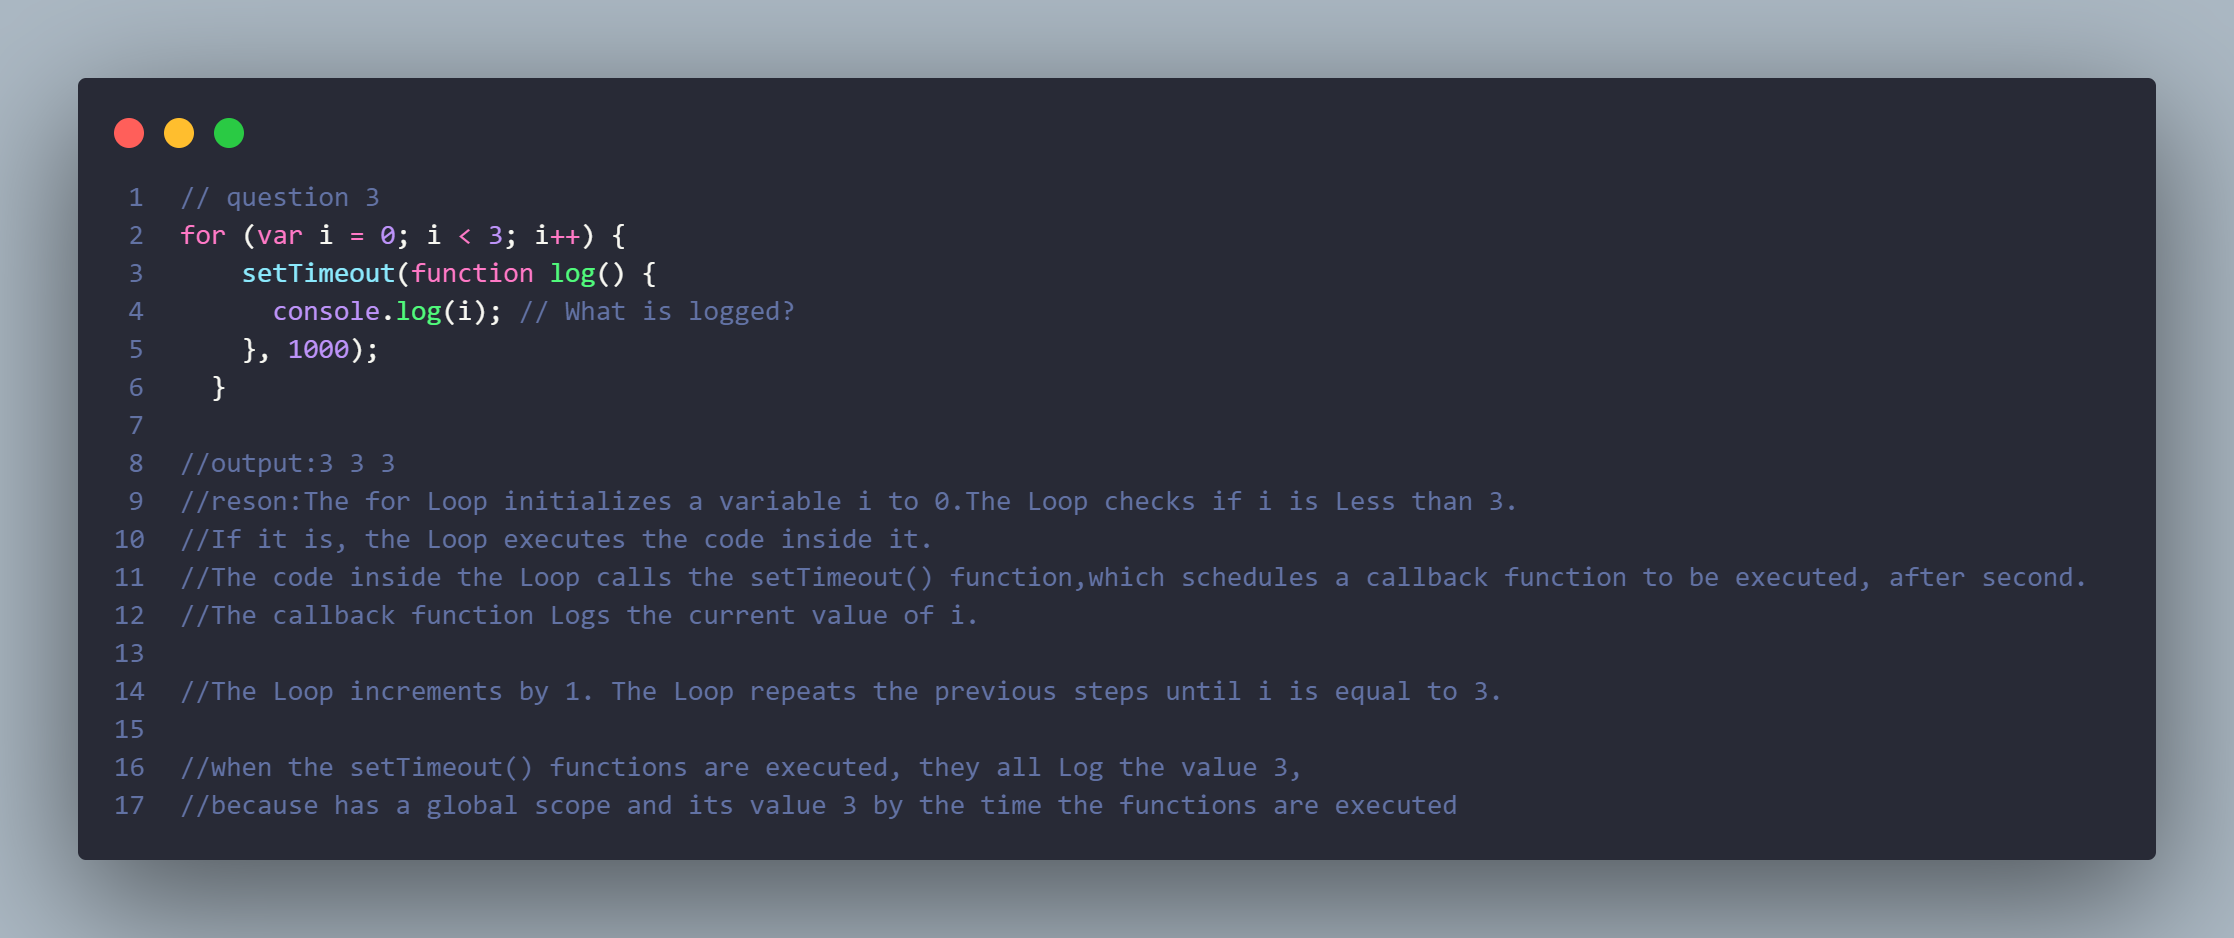 1 // question 3
2 for (var i = 0; i < 3; i++) {
3     setTimeout(function log() {
4       console.log(i); // What is logged?
5     }, 1000);
6   }
7
8 //output:3 3 3
9 //reson:The for Loop initializes a variable i to 0.The Loop checks if i is Less than 3.
10 //If it is, the Loop executes the code inside it.
11 //The code inside the Loop calls the setTimeout() function,which schedules a callback function to be executed, after second.
12 //The callback function Logs the current value of i.
13
14 //The Loop increments by 1. The Loop repeats the previous steps until i is equal to 3.
15
16 //when the setTimeout() functions are executed, they all Log the value 3,
17 //because has a global scope and its value 3 by the time the functions are executed